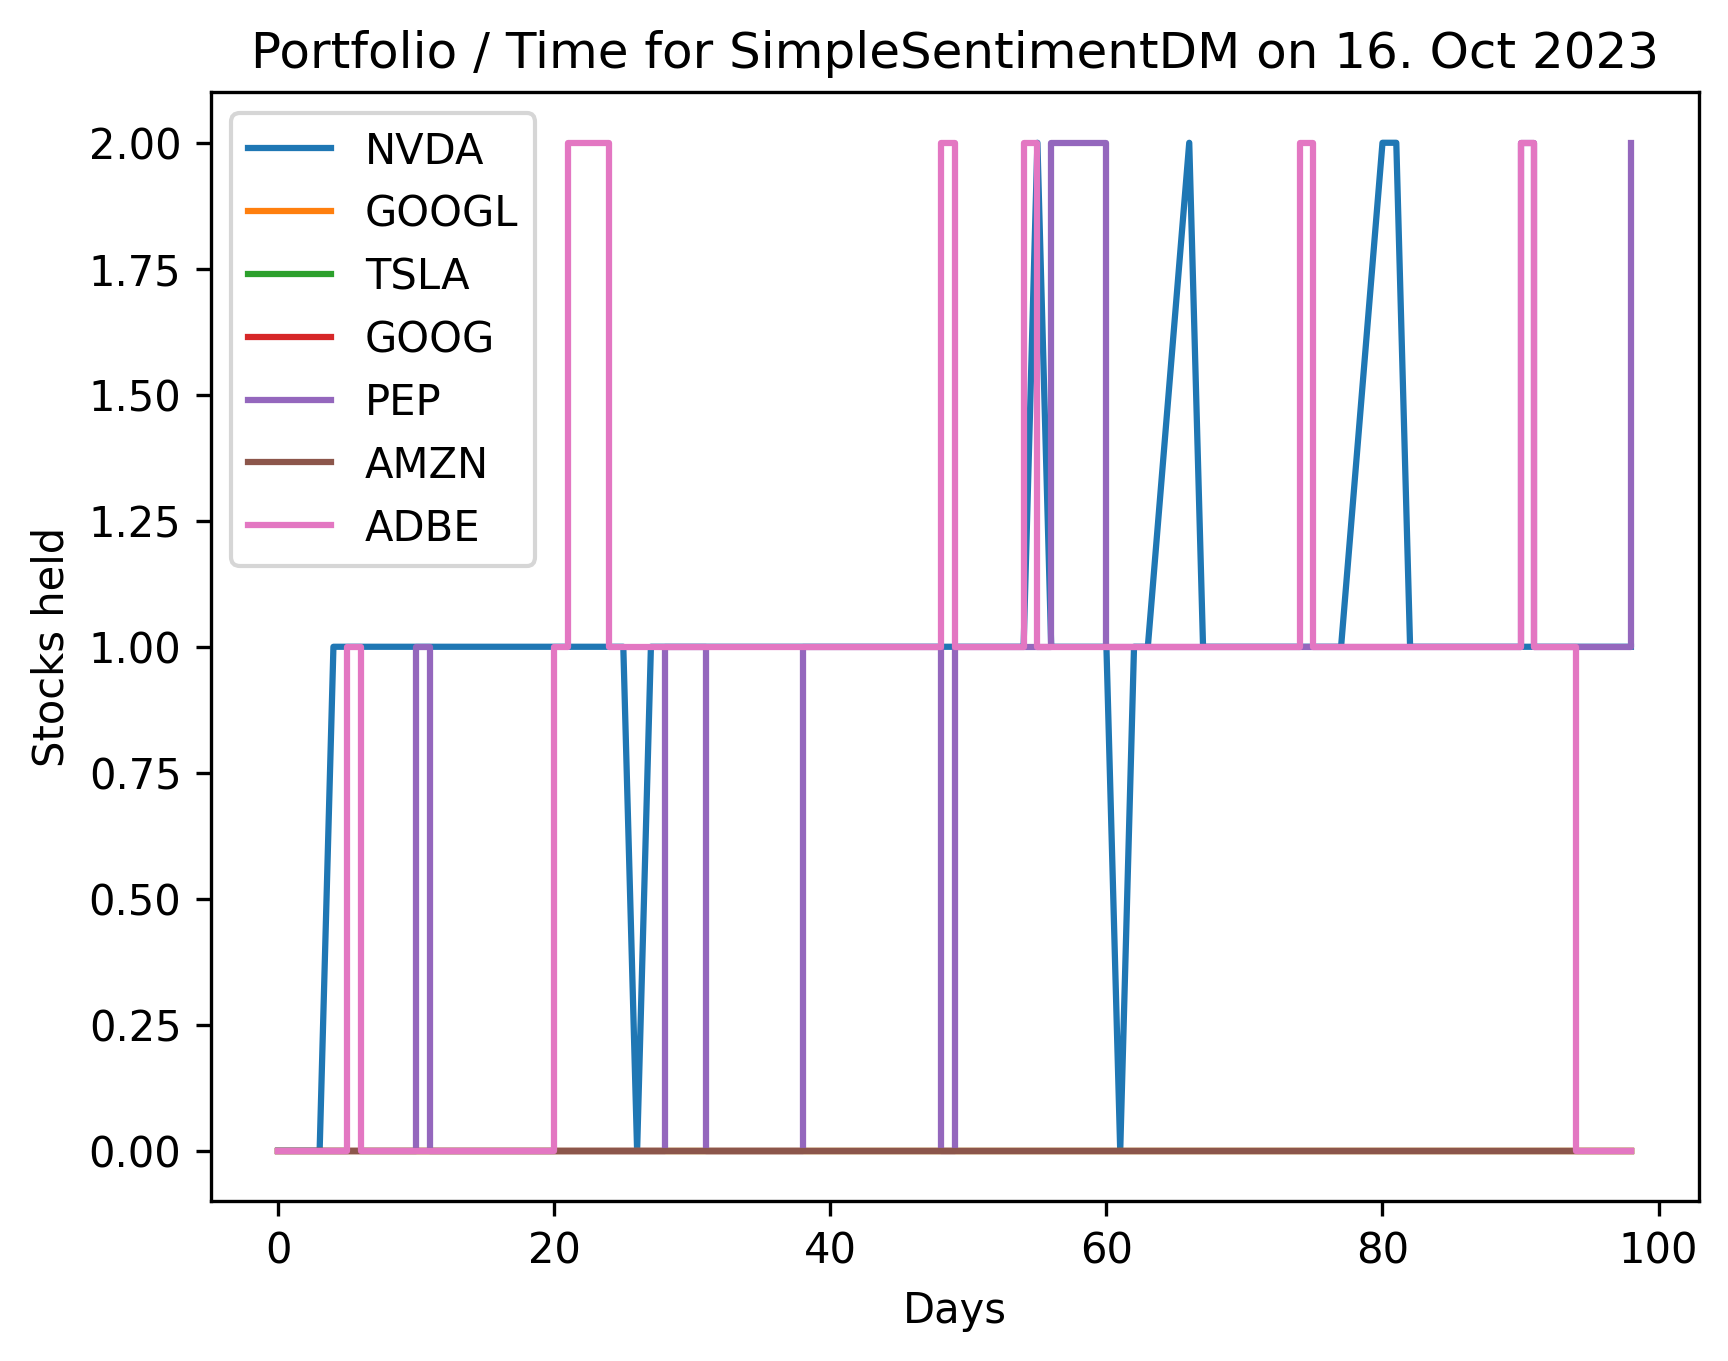 Portfolio / Time for SimpleSentimentDM on 16. Oct 2023
NVDA
GOOGL
TSLA
GOOG
PEP
AMZN
ADBE
2.00
1.75
1.50
1.25
1.00
0.75
0.50
0.25
0.00
Stocks held
0 20 40 60 80 100
Days